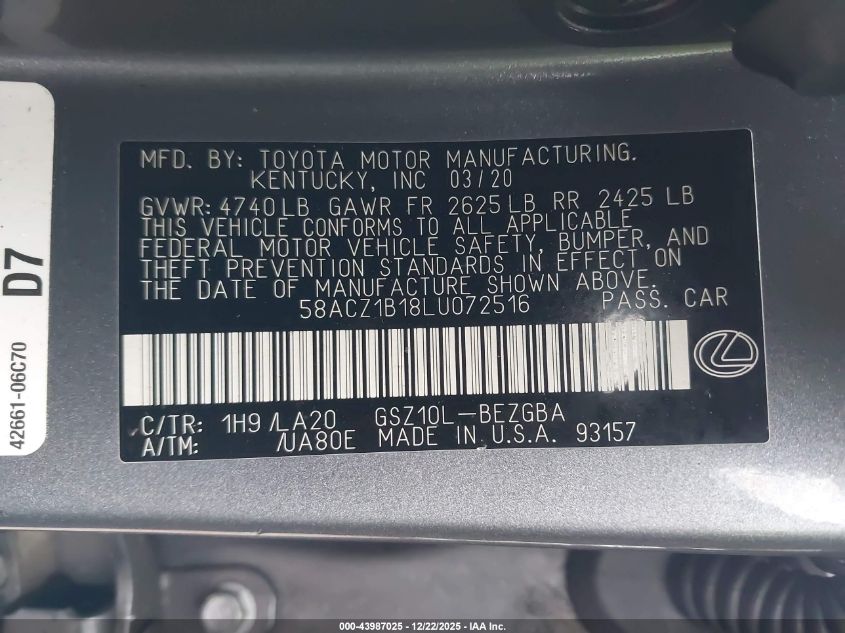 MFD. BY: TOYOTA MOTOR MANUFACTURING.
KENTUCKY, INC 03/20
GVWR: 4740LB GAWR FR 2625LB RR 2425 LB
THIS VEHICLE CONFORMS TO ALL APPLICABLE
FEDERAL MOTOR VEHICLE SAFETY, BUMPER, AND
THEFT PREVENTION STANDARDS IN EFFECT ON
THE DATE OF MANUFACTURE SHOWN ABOVE.
58ACZ1B18LU072516 PASS. CAR
C/TR: 1H9 /LA20 GSZ10L-BEZGBA
A/TM: /UA80E MADE IN U.S.A. 93157
D7
42661-06C70
000-43987025 - 12/22/2025 - IAA Inc.